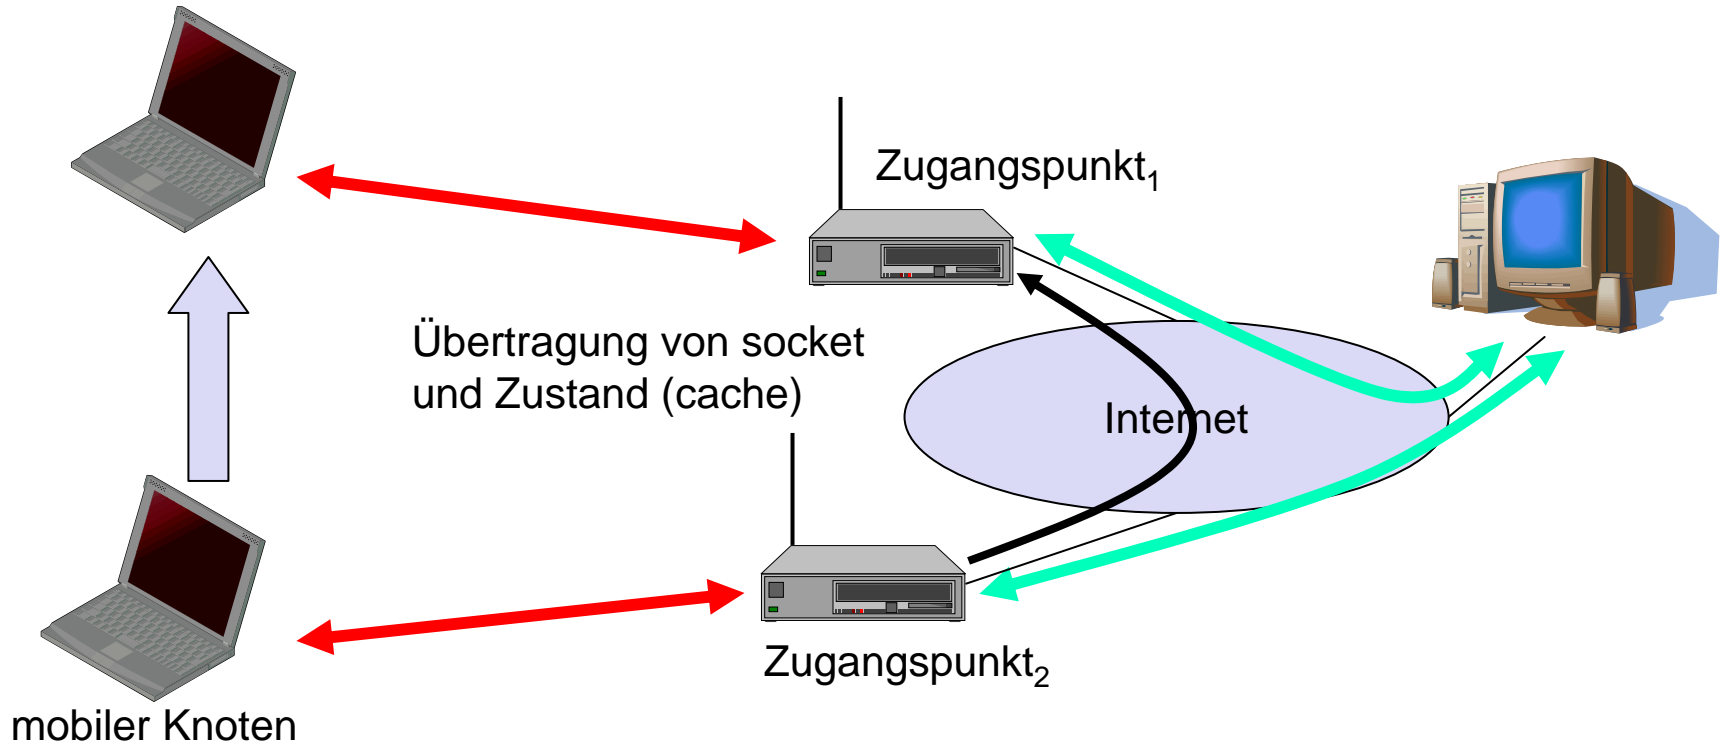 Zugangspunkt1
Übertragung von socket
und Zustand (cache)
Internet
Zugangspunkt2
mobiler Knoten